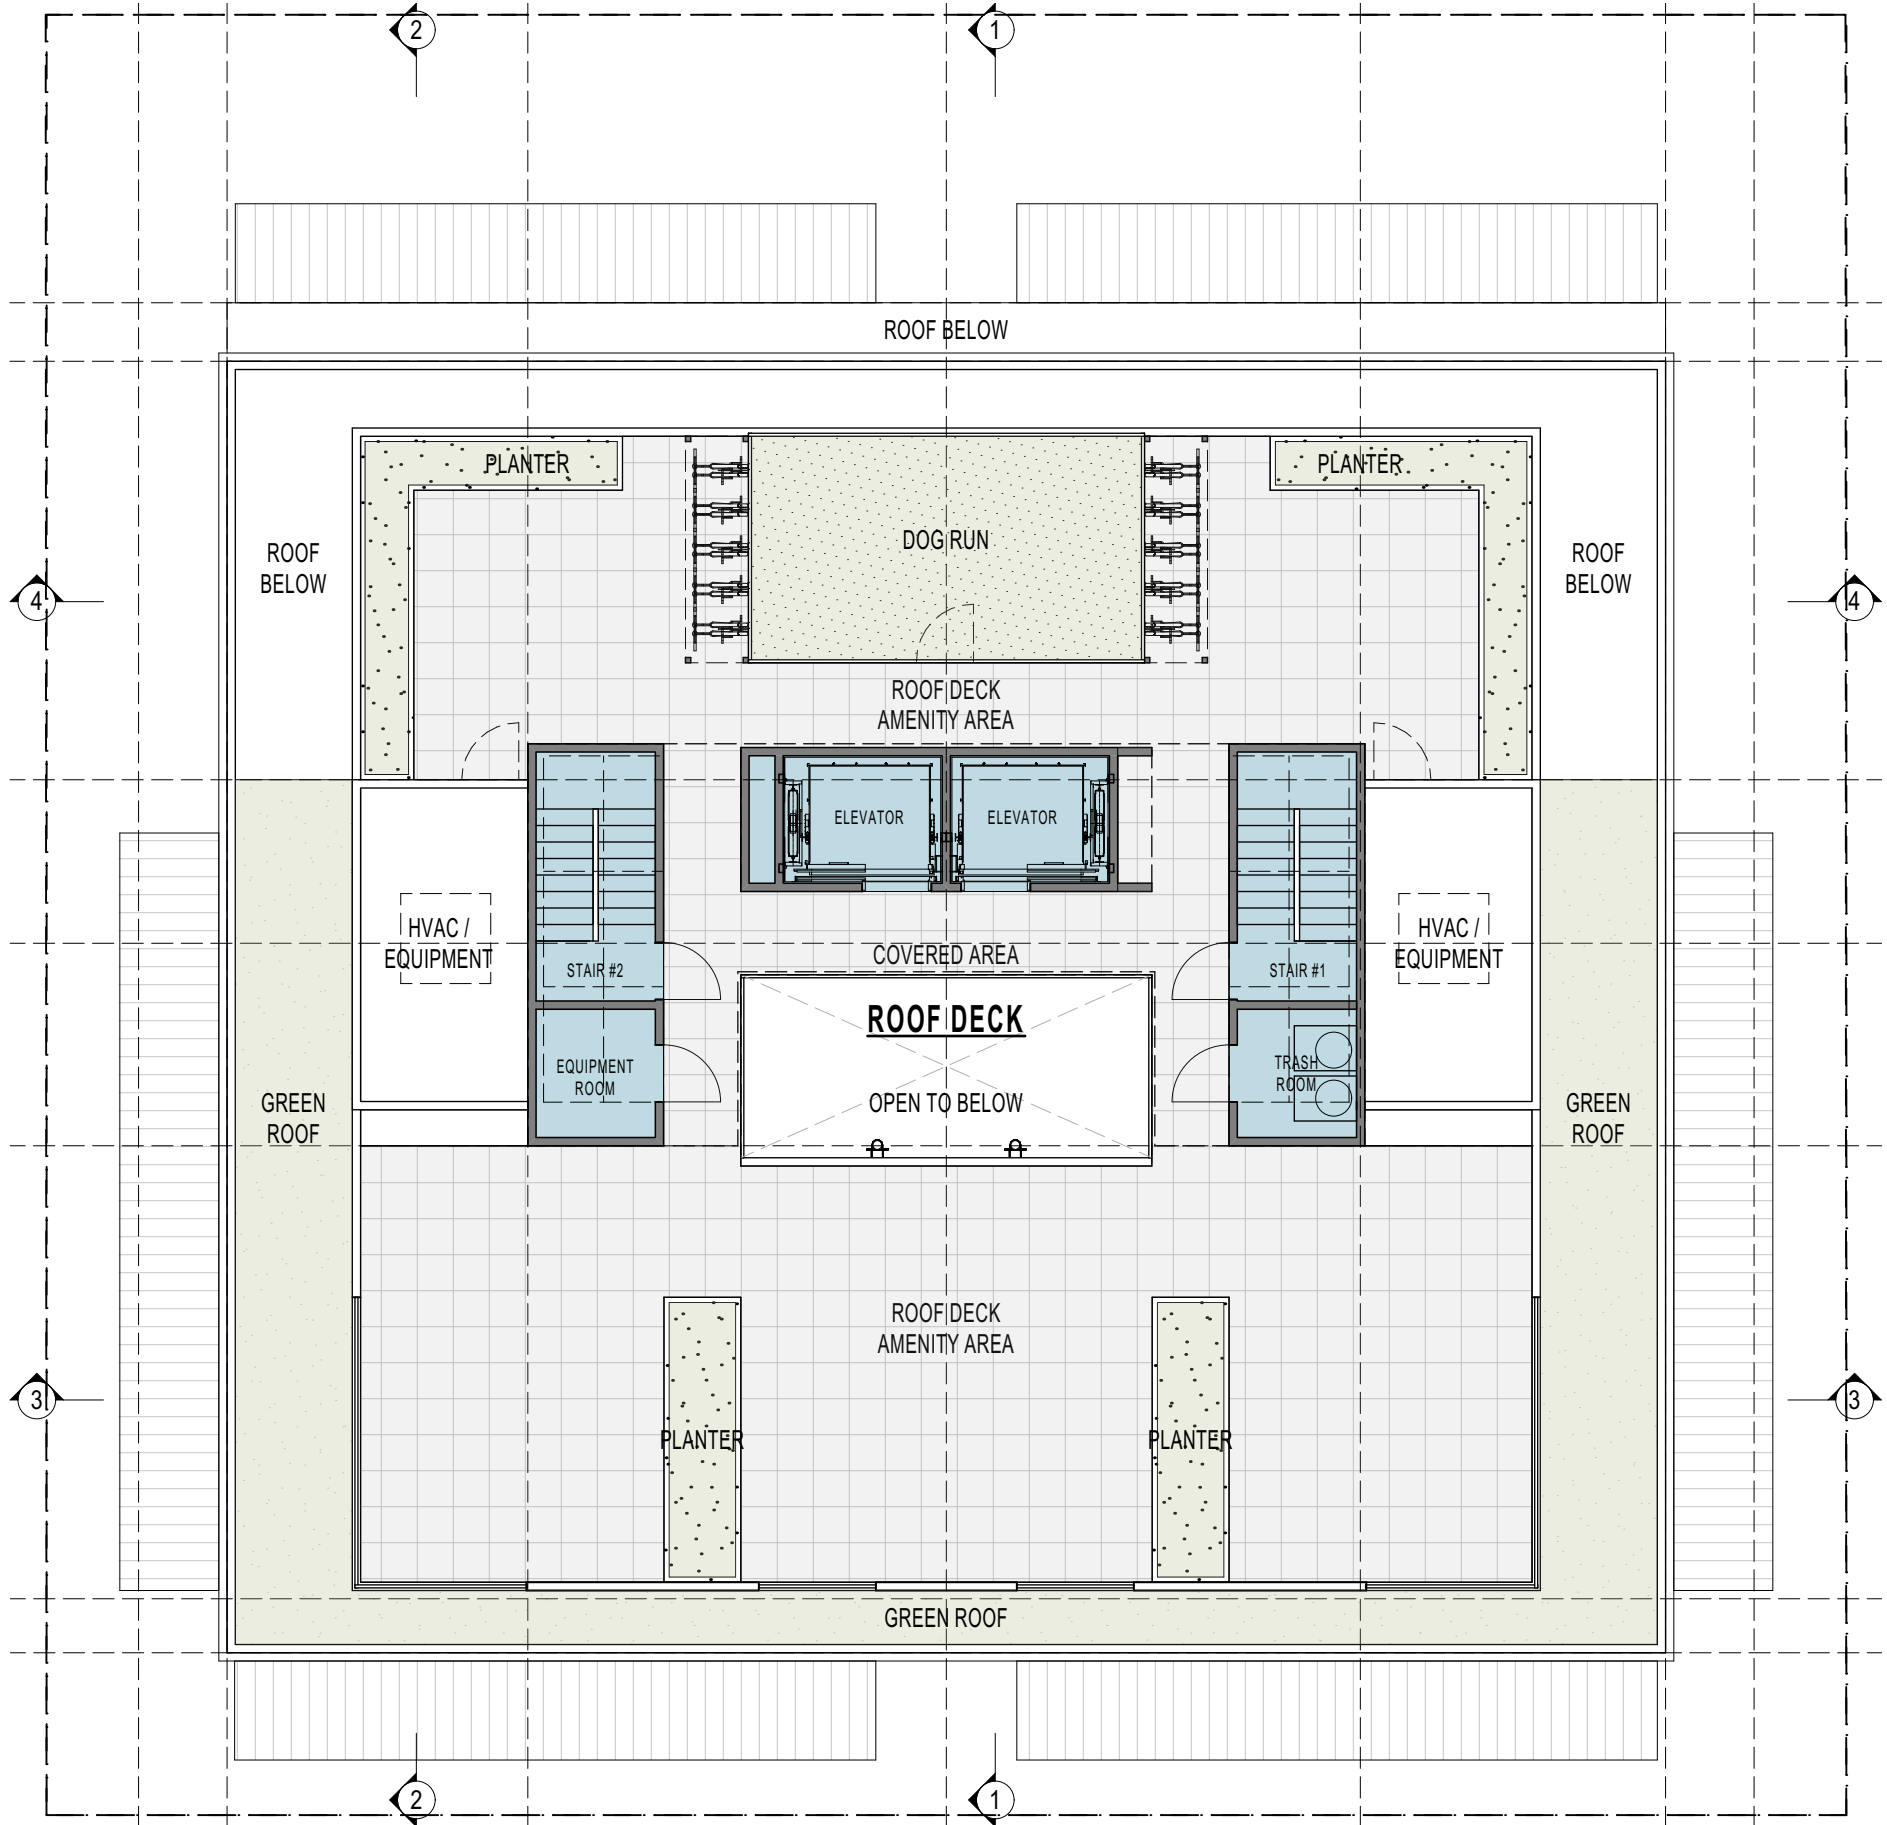 2
1
ROOF BELOW
PLANTER
PLANTER
DOG RUN
ROOF
BELOW
ROOF
BELOW
4
4
ROOF DECK
AMENITY AREA
ELEVATOR
ELEVATOR
HVAC /
EQUIPMENT
HVAC /
EQUIPMENT
COVERED AREA
STAIR #2
STAIR #1
ROOF DECK
EQUIPMENT
ROOM
TRASH
ROOM
OPEN TO BELOW
GREEN
ROOF
GREEN
ROOF
ROOF DECK
AMENITY AREA
3
3
PLANTER
PLANTER
GREEN ROOF
2
1